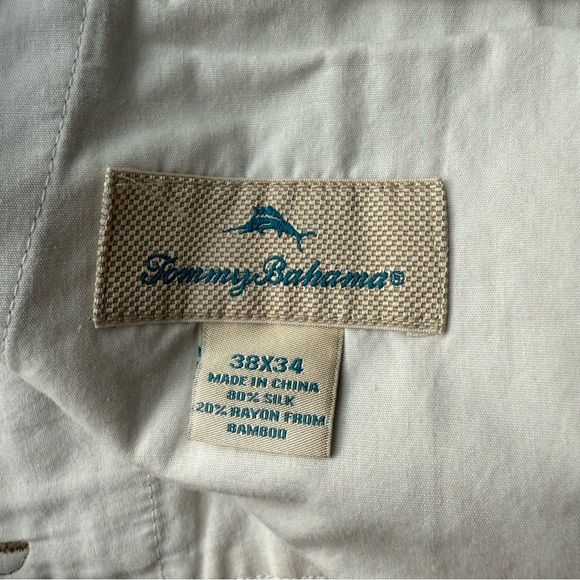 Tommy Bahama®
38X34
MADE IN CHINA
80% SILK
20% RAYON FROM
BAMBOO